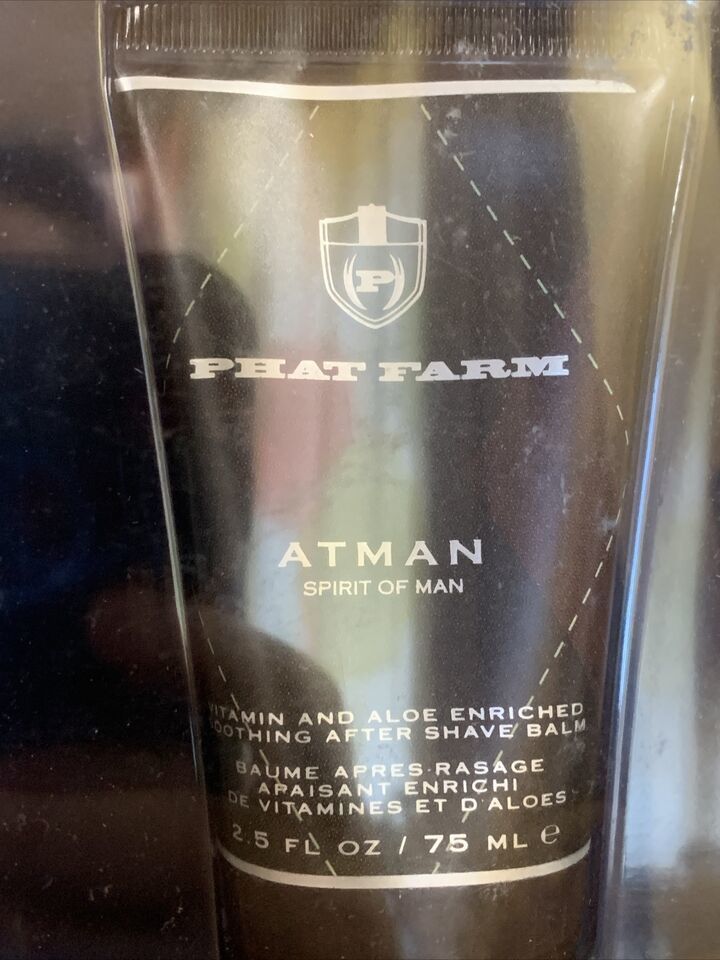 P
PHAT FARM
ATMAN
SPIRIT OF MAN
VITAMIN AND ALOE ENRICHED
SOOTHING AFTER SHAVE BALM
BAUME APRES-RASAGE
APAISANT ENRICHI
DE VITAMINES ET D'ALOES
2.5 FL OZ / 75 ML ℮